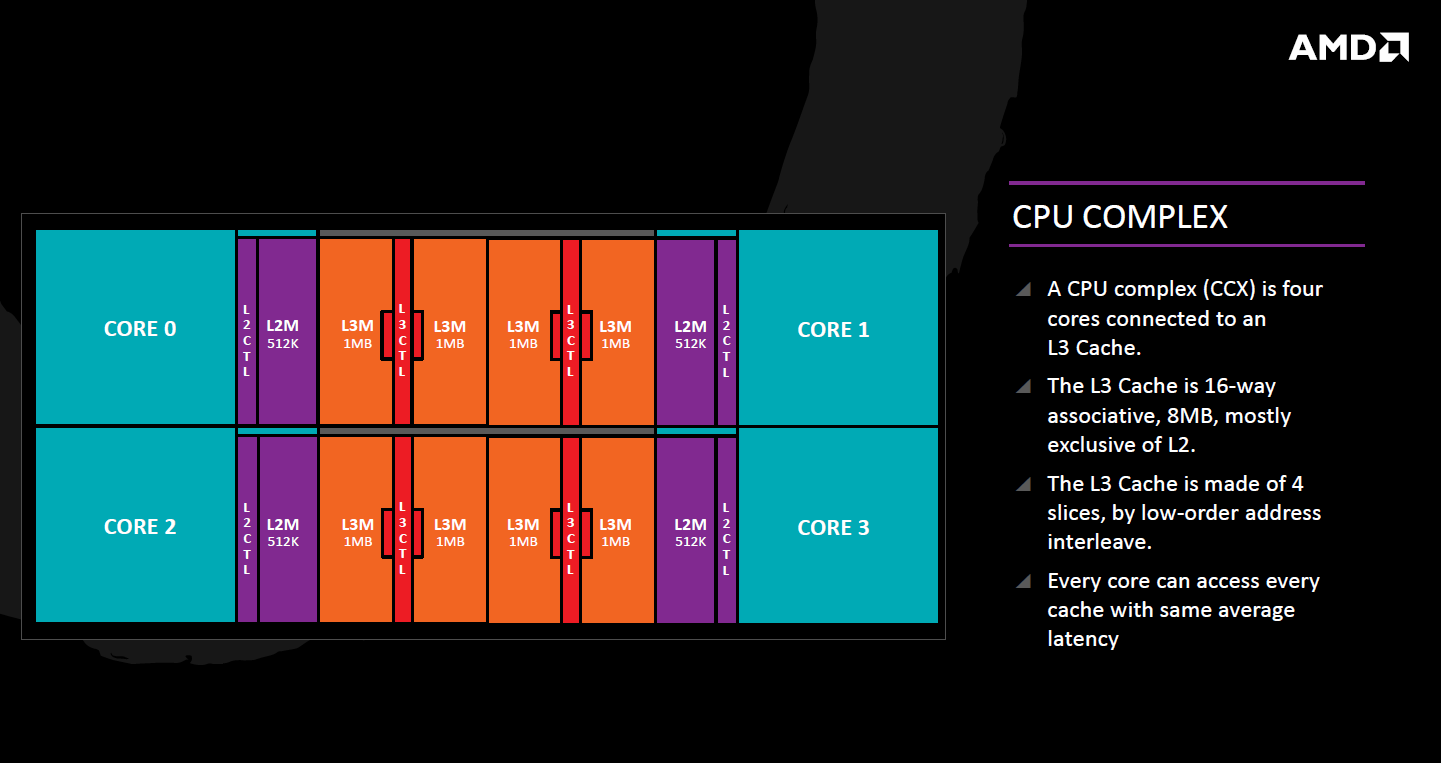 AMD
CPU COMPLEX
A CPU complex (CCX) is four
cores connected to an
L3 Cache.
The L3 Cache is 16-way
associative, 8MB, mostly
exclusive of L2.
The L3 Cache is made of 4
slices, by low-order address
interleave.
Every core can access every
cache with same average
latency
CORE 0
L2CTL
L2M
512K
L3M
1MB
L3CTL
L3M
1MB
L3M
1MB
L3CTL
L3M
1MB
L2M
512K
L2CTL
CORE 1
CORE 2
L2CTL
L2M
512K
L3M
1MB
L3CTL
L3M
1MB
L3M
1MB
L3CTL
L3M
1MB
L2M
512K
L2CTL
CORE 3